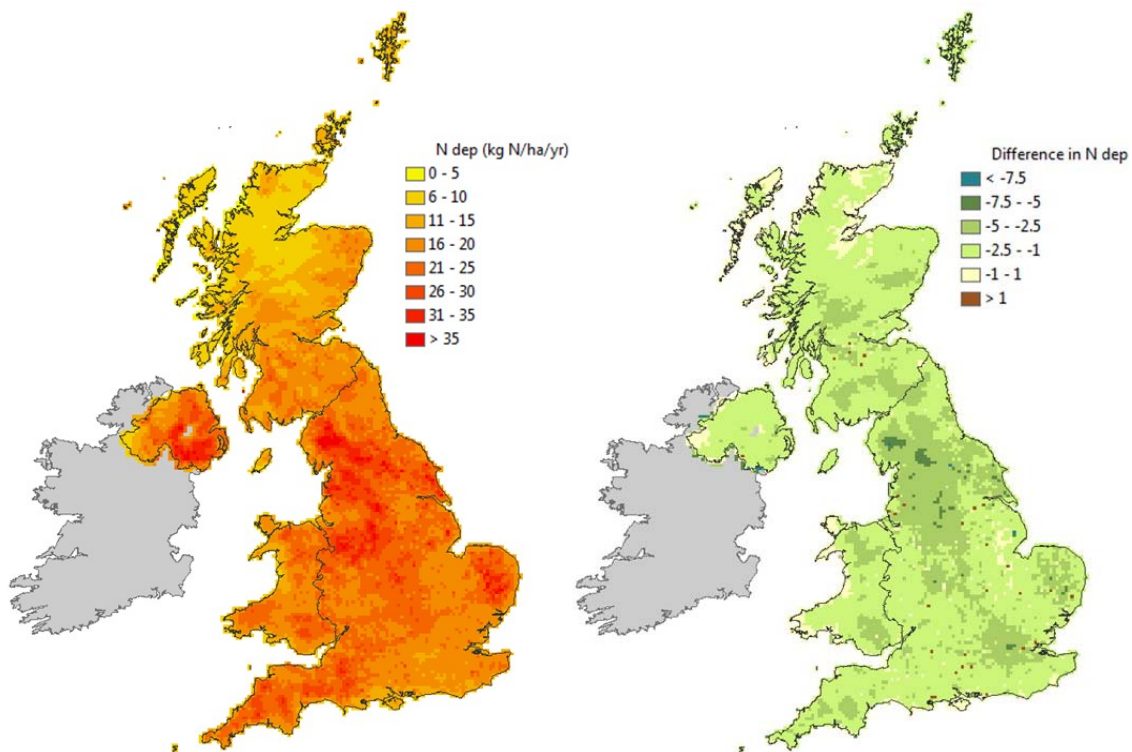 N dep (kg N/ha/yr)
0 - 5
6 - 10
11 - 15
16 - 20
21 - 25
26 - 30
31 - 35
> 35
Difference in N dep
< -7.5
-7.5 - -5
-5 - -2.5
-2.5 - -1
-1 - 1
> 1